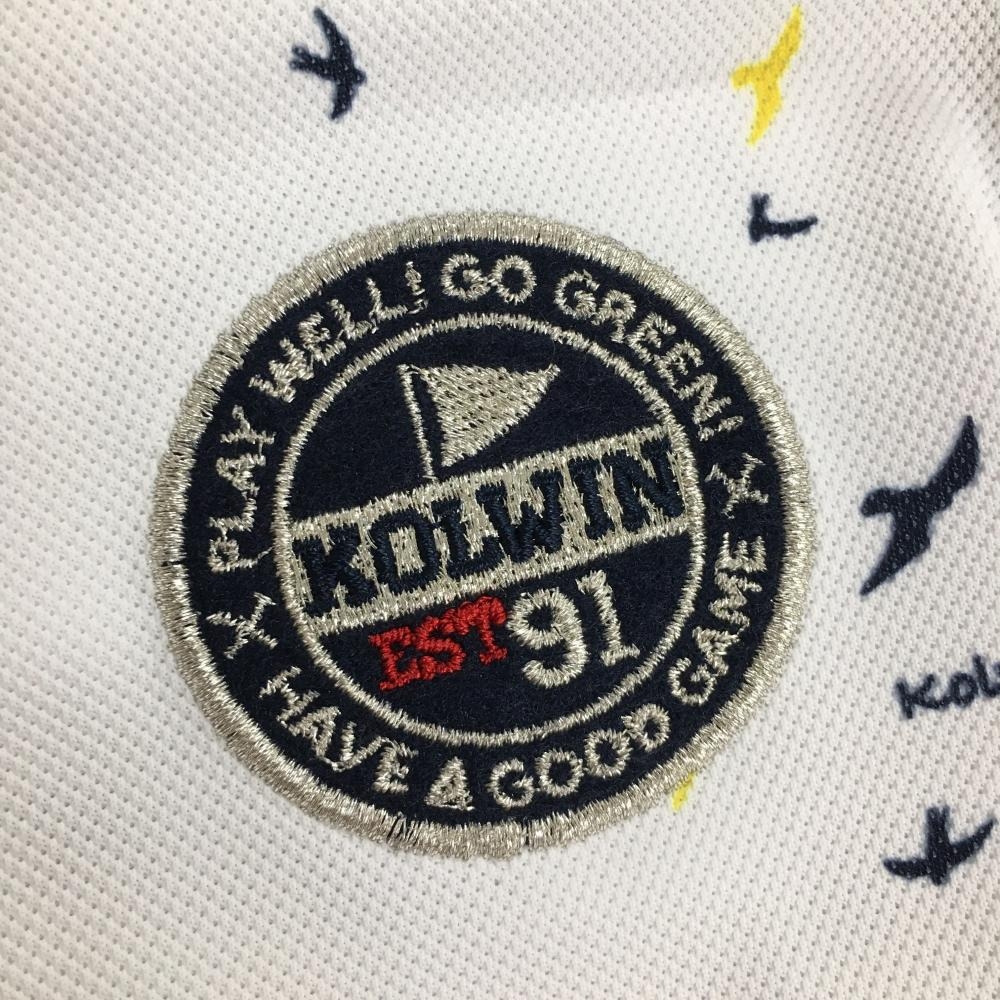 PLAY WELL! GO GREEN!
KOLWIN
EST 91
HAVE A GOOD GAME